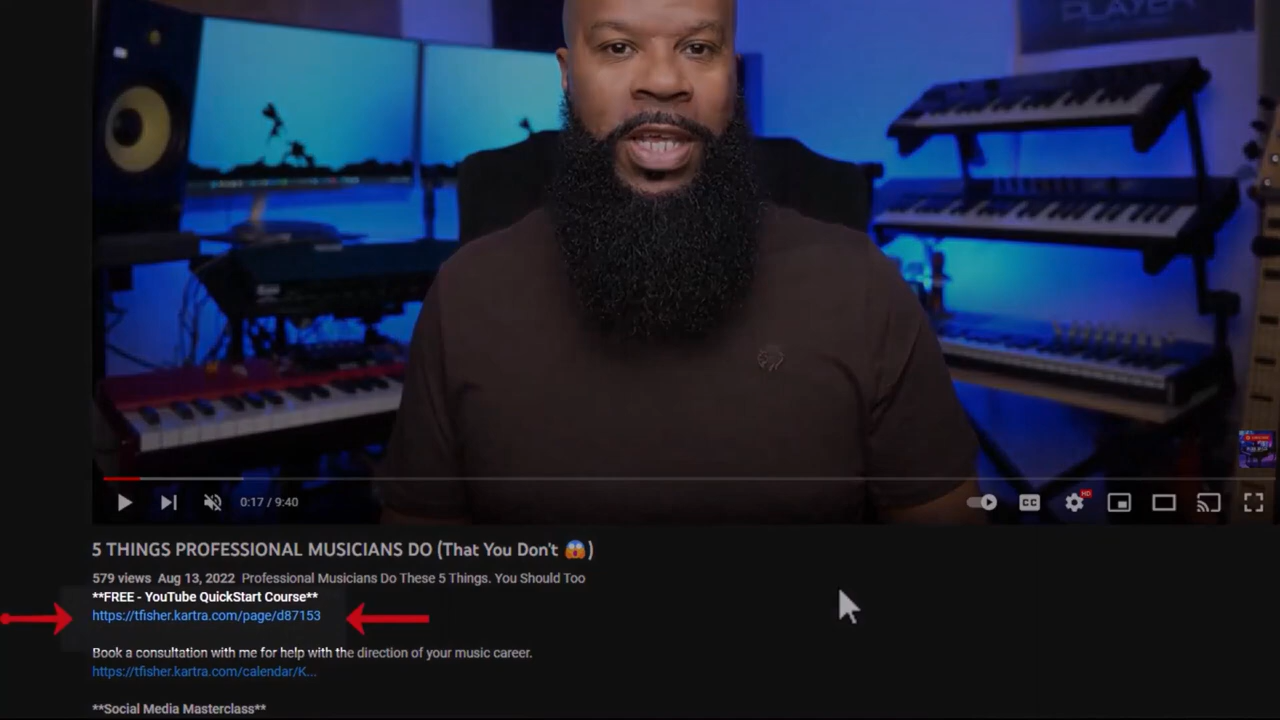 PLAYER
0:17 / 9:40
CC
HD
5 THINGS PROFESSIONAL MUSICIANS DO (That You Don't 😱)
579 views Aug 13, 2022 Professional Musicians Do These 5 Things. You Should Too
**FREE - YouTube QuickStart Course**
https://tfisher.kartra.com/page/d87153
Book a consultation with me for help with the direction of your music career.
https://tfisher.kartra.com/calendar/K...
**Social Media Masterclass**